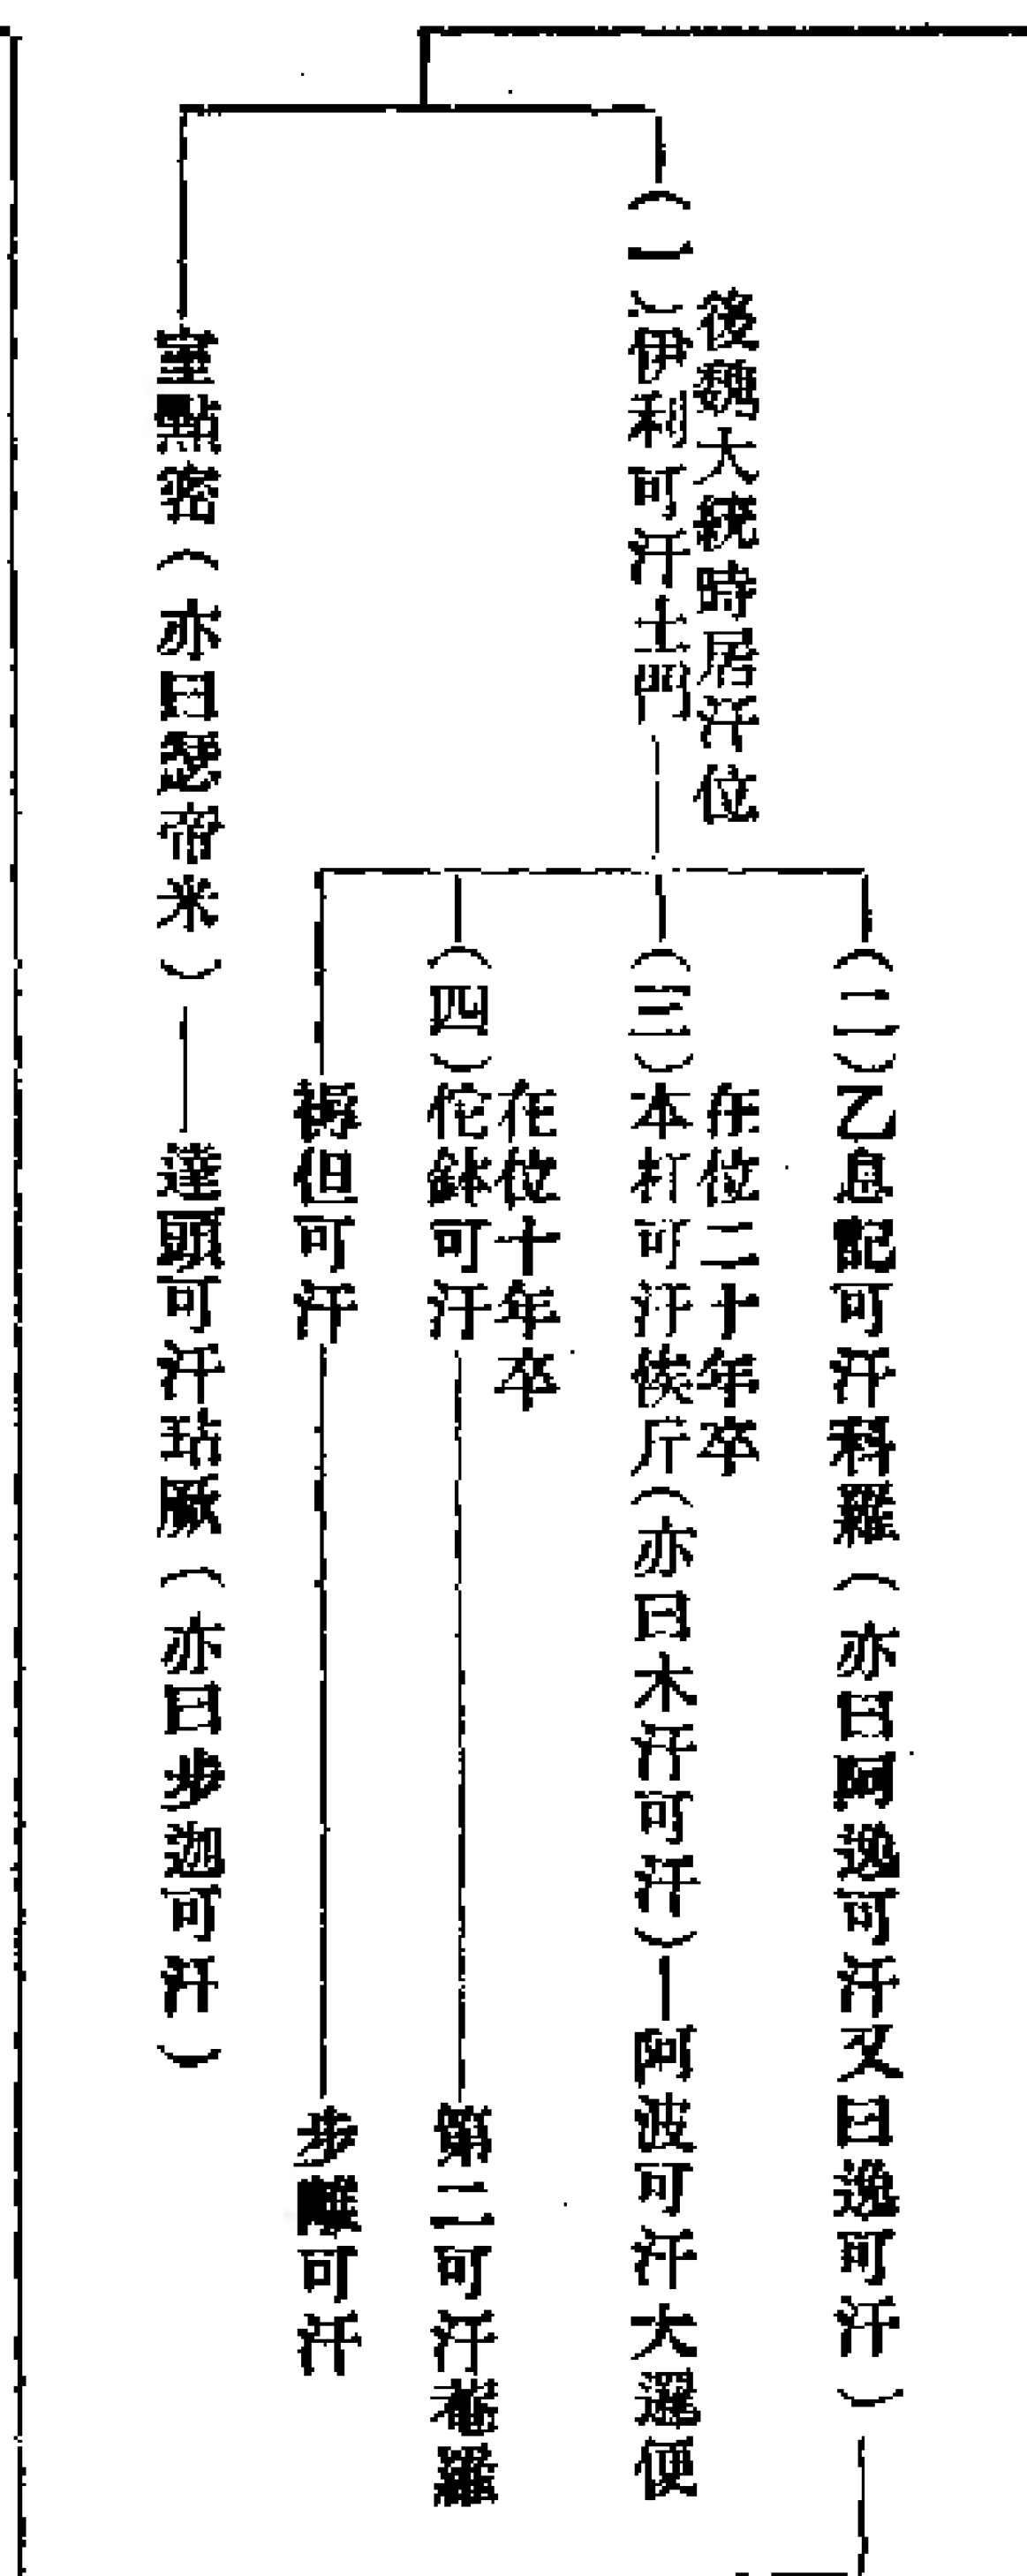 後魏大統時居汗位
(一)伊利可汗土門
(二)乙息記可汗科羅(亦曰阿逸可汗又曰逸可汗)
在位二十年卒
(三)本杆可汗俟斤(亦曰木汗可汗)—阿波可汗大邏便
在位十年卒
(四)佗鉢可汗——第二可汗菴羅
褥但可汗——步離可汗
室點密(亦曰瑟帝米)——達頭可汗玷厥(亦曰步迦可汗)